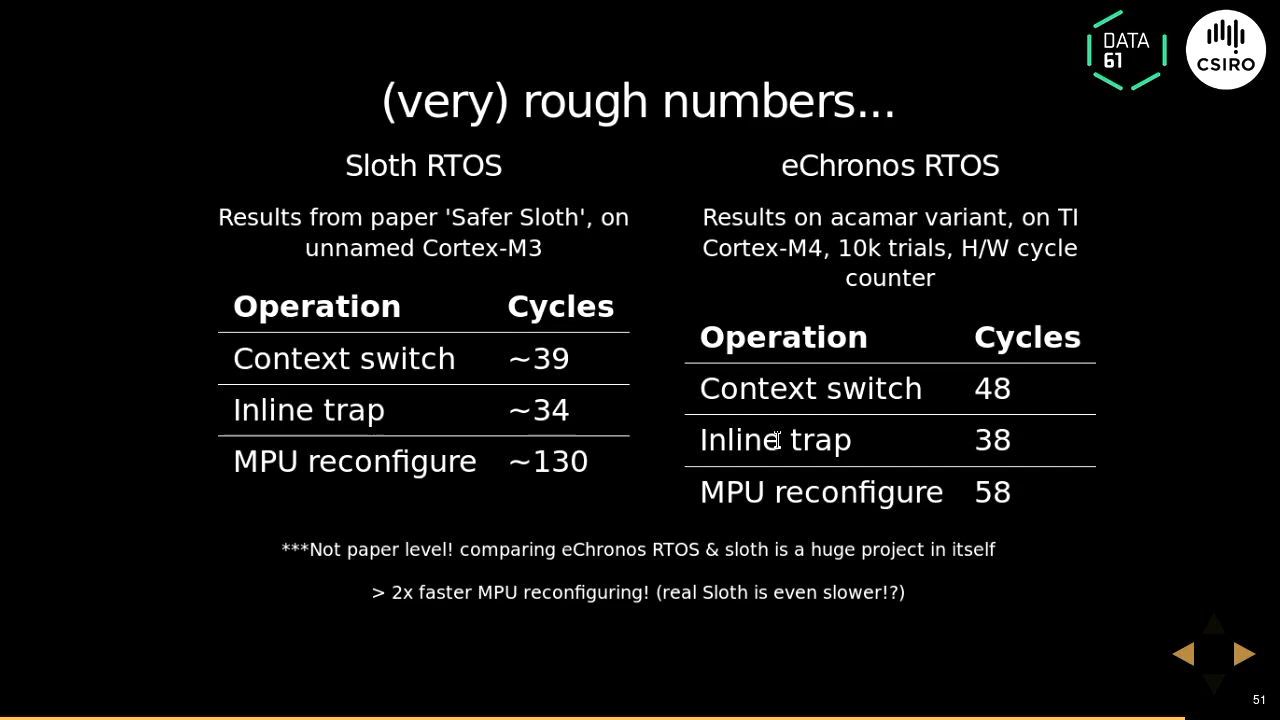 DATA
61
CSIRO
(very) rough numbers...
Sloth RTOS
Results from paper 'Safer Sloth', on
unnamed Cortex-M3
Operation Cycles
Context switch ~39
Inline trap ~34
MPU reconfigure ~130
eChronos RTOS
Results on acamar variant, on TI
Cortex-M4, 10k trials, H/W cycle
counter
Operation Cycles
Context switch 48
Inline trap 38
MPU reconfigure 58
***Not paper level! comparing eChronos RTOS & sloth is a huge project in itself
> 2x faster MPU reconfiguring! (real Sloth is even slower!?)
51